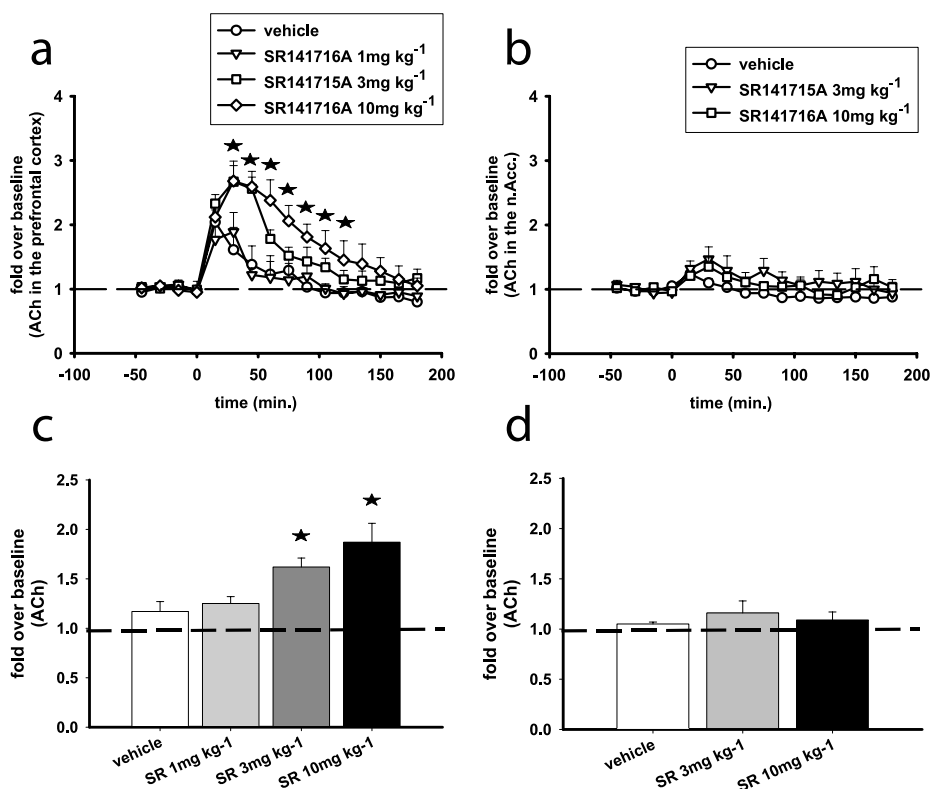 a
vehicle
SR141716A 1mg kg-1
SR141715A 3mg kg-1
SR141716A 10mg kg-1
fold over baseline
(ACh in the prefrontal cortex)
4
3
2
1
0
-100
-50
0
50
100
150
200
time (min.)
b
vehicle
SR141715A 3mg kg-1
SR141716A 10mg kg-1
fold over baseline
(ACh in the n.Acc.)
4
3
2
1
0
-100
-50
0
50
100
150
200
time (min.)
c
fold over baseline
(ACh)
2.5
2.0
1.5
1.0
0.5
0.0
vehicle
SR 1mg kg-1
SR 3mg kg-1
SR 10mg kg-1
d
fold over baseline
(ACh)
2.5
2.0
1.5
1.0
0.5
0.0
vehicle
SR 3mg kg-1
SR 10mg kg-1